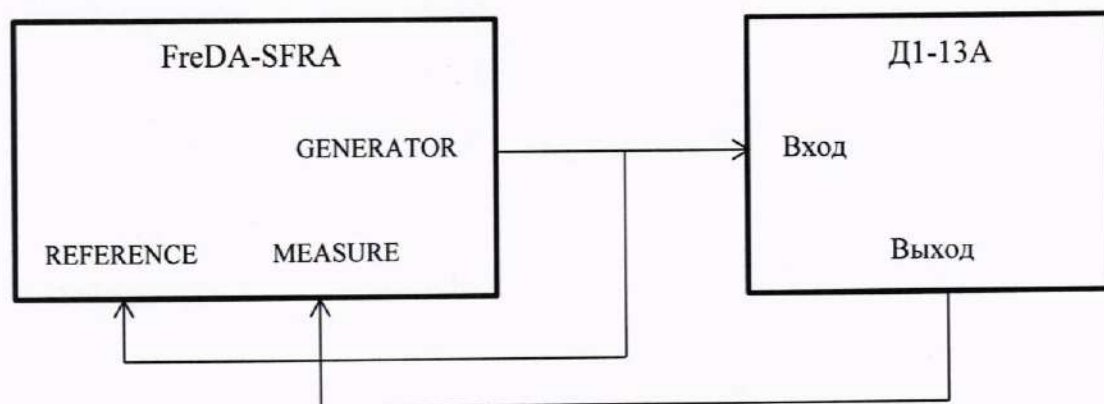 FreDA-SFRA
Д1-13А
GENERATOR
Вход
REFERENCE
MEASURE
Выход